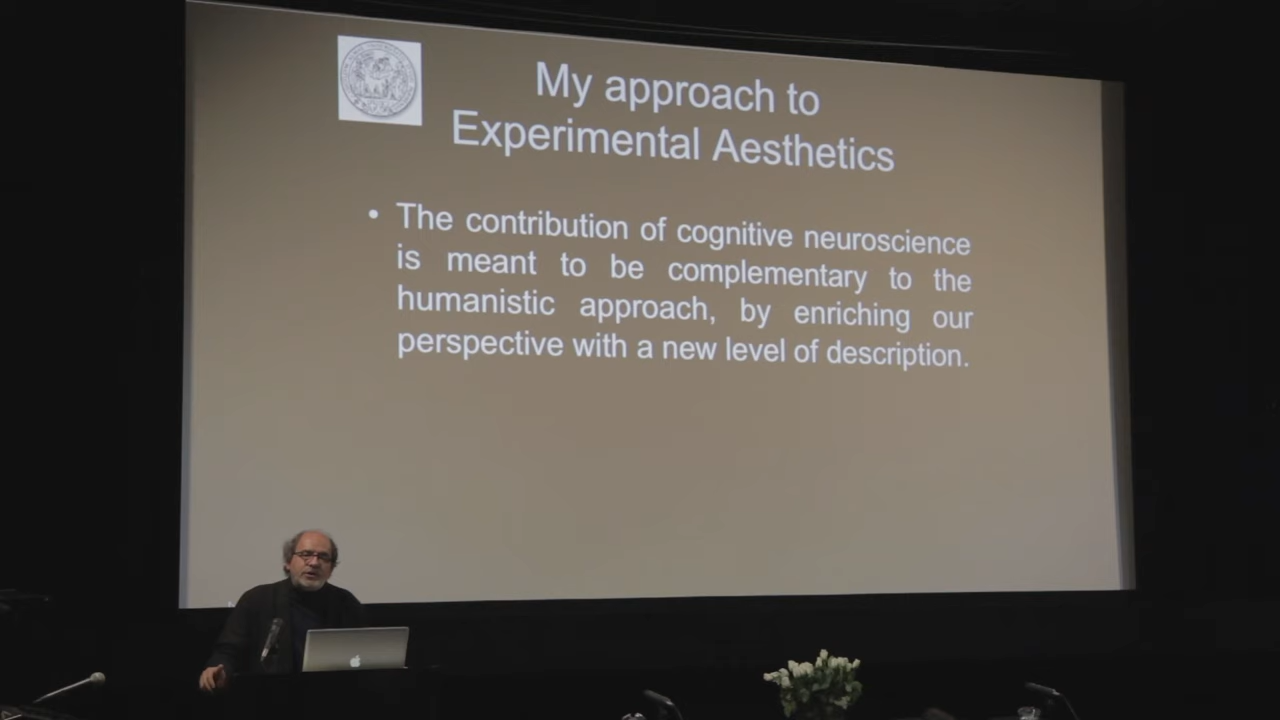 My approach to
Experimental Aesthetics
• The contribution of cognitive neuroscience
is meant to be complementary to the
humanistic approach, by enriching our
perspective with a new level of description.